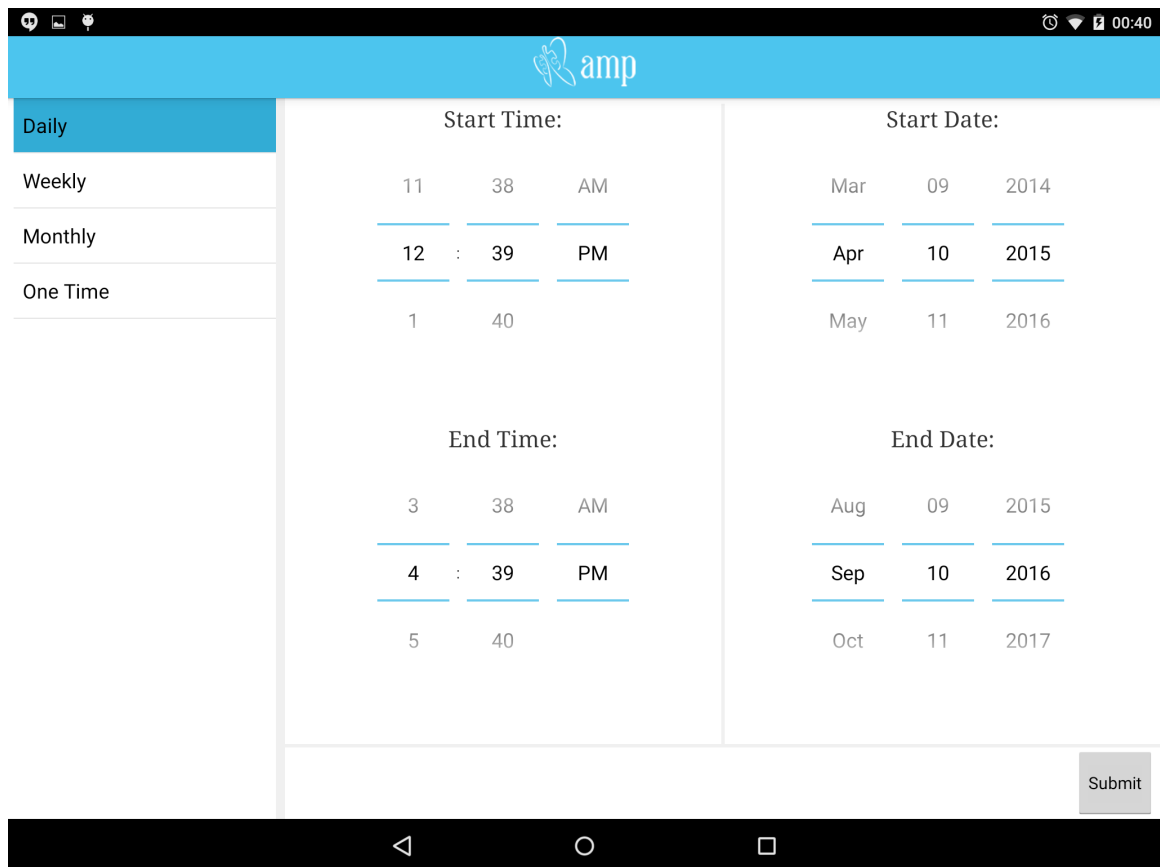 00:40
amp
Daily
Weekly
Monthly
One Time
Start Time:
11 38 AM
12 : 39 PM
1 40
Start Date:
Mar 09 2014
Apr 10 2015
May 11 2016
End Time:
3 38 AM
4 : 39 PM
5 40
End Date:
Aug 09 2015
Sep 10 2016
Oct 11 2017
Submit